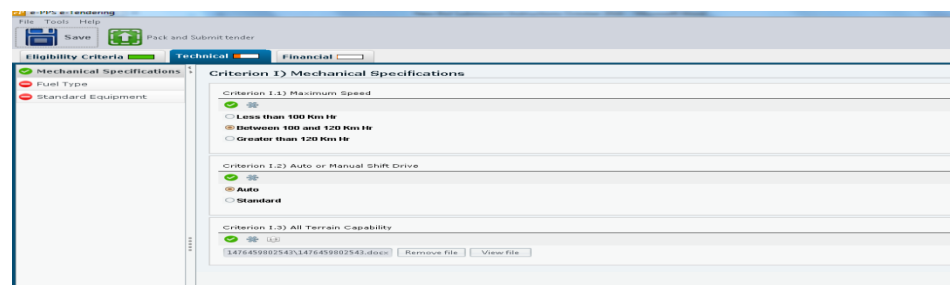 e-PPS e-Tendering
File Tools Help
Save Pack and Submit tender
Eligibility Criteria Technical Financial
Mechanical Specifications
Fuel Type
Standard Equipment
Criterion I) Mechanical Specifications
Criterion I.1) Maximum Speed
Less than 100 Km Hr
Between 100 and 120 Km Hr
Greater than 120 Km Hr
Criterion I.2) Auto or Manual Shift Drive
Auto
Standard
Criterion I.3) All Terrain Capability
1476459802543\1476459802543.docx Remove file View file